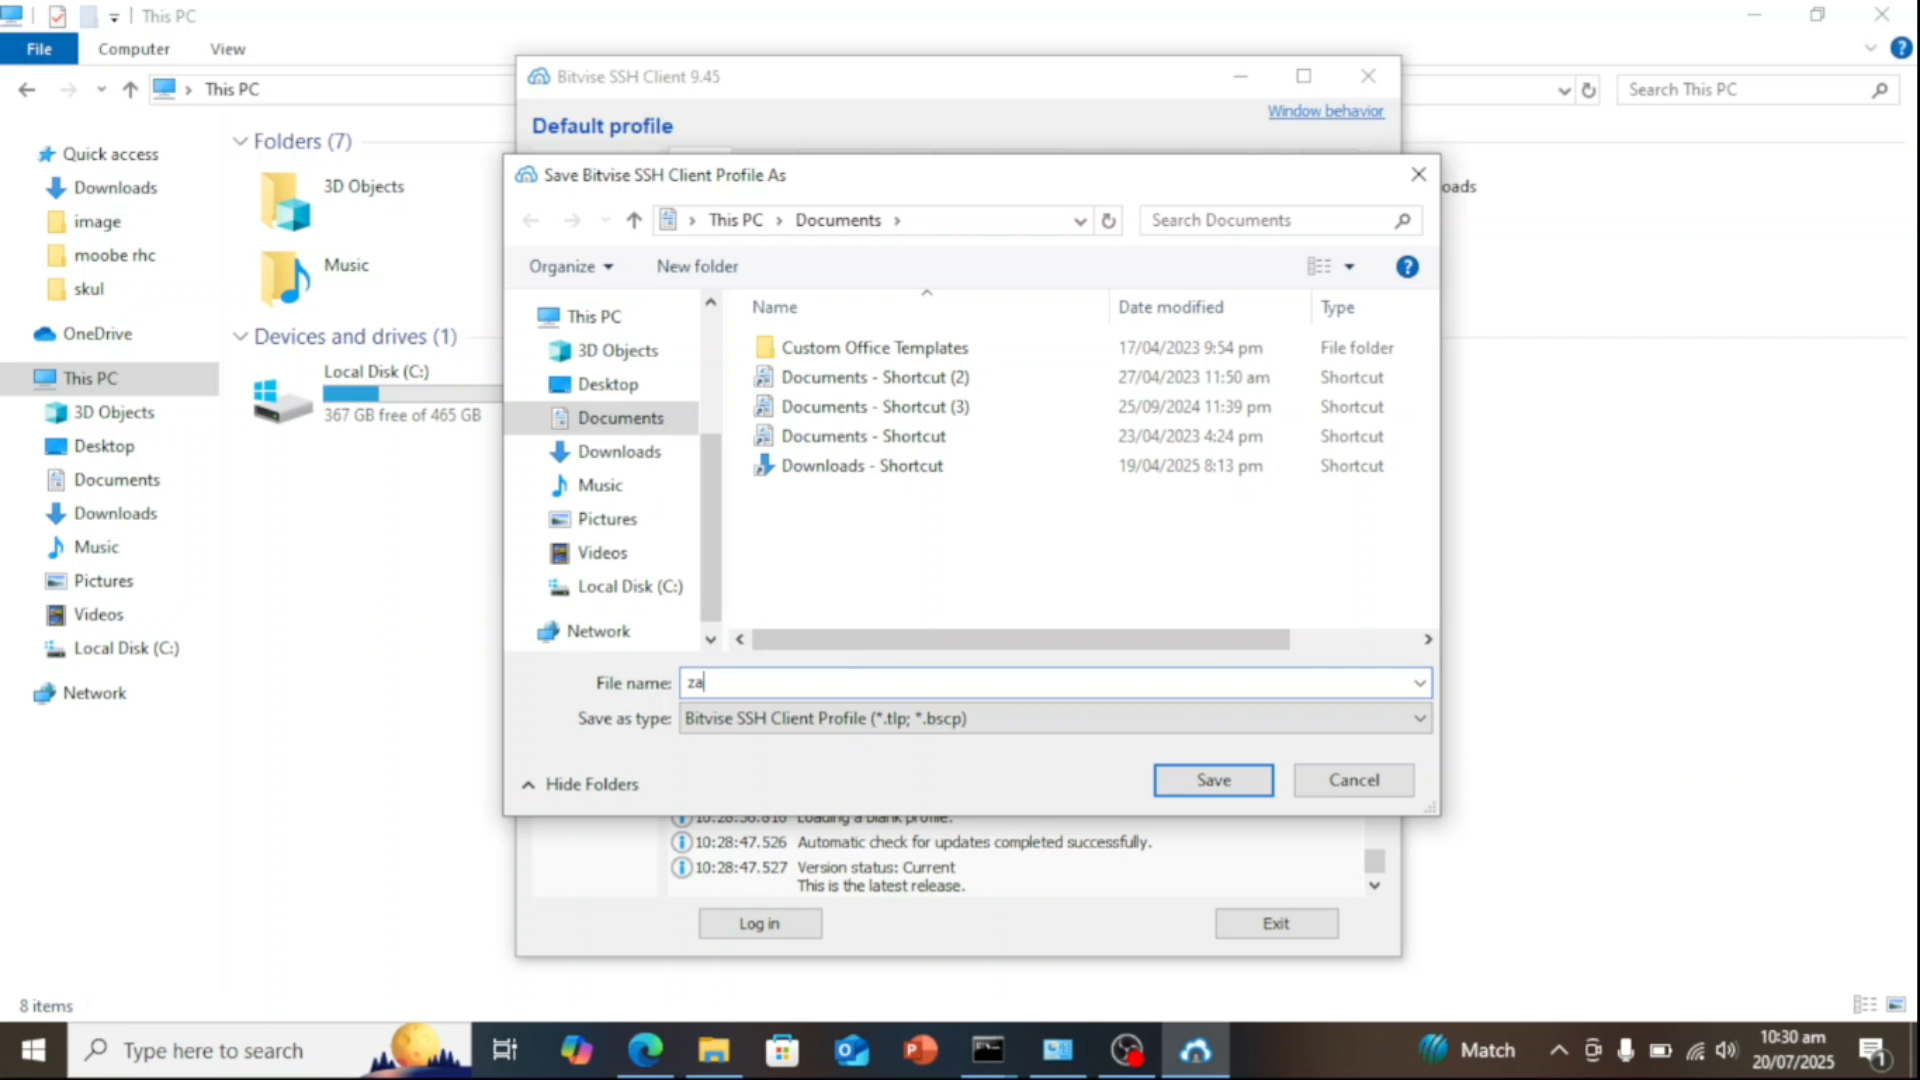 This PC
File
Computer
View
This PC
Search This PC
Quick access
Downloads
image
moobe rhc
skul
OneDrive
This PC
3D Objects
Desktop
Documents
Downloads
Music
Pictures
Videos
Local Disk (C:)
Network
Folders (7)
3D Objects
Music
Devices and drives (1)
Local Disk (C:)
367 GB free of 465 GB
oads
Bitvise SSH Client 9.45
Window behavior
Default profile
Save Bitvise SSH Client Profile As
This PC
Documents
Search Documents
Organize
New folder
This PC
3D Objects
Desktop
Documents
Downloads
Music
Pictures
Videos
Local Disk (C:)
Network
Name Date modified Type
Custom Office Templates 17/04/2023 9:54 pm File folder
Documents - Shortcut (2) 27/04/2023 11:50 am Shortcut
Documents - Shortcut (3) 25/09/2024 11:39 pm Shortcut
Documents - Shortcut 23/04/2023 4:24 pm Shortcut
Downloads - Shortcut 19/04/2025 8:13 pm Shortcut
File name: za
Save as type: Bitvise SSH Client Profile (*.tlp; *.bscp)
Hide Folders
Save
Cancel
Loading a blank profile.
10:28:47.526 Automatic check for updates completed successfully.
10:28:47.527 Version status: Current
This is the latest release.
Log in
Exit
8 items
Type here to search
Match
10:30 am
20/07/2025
1